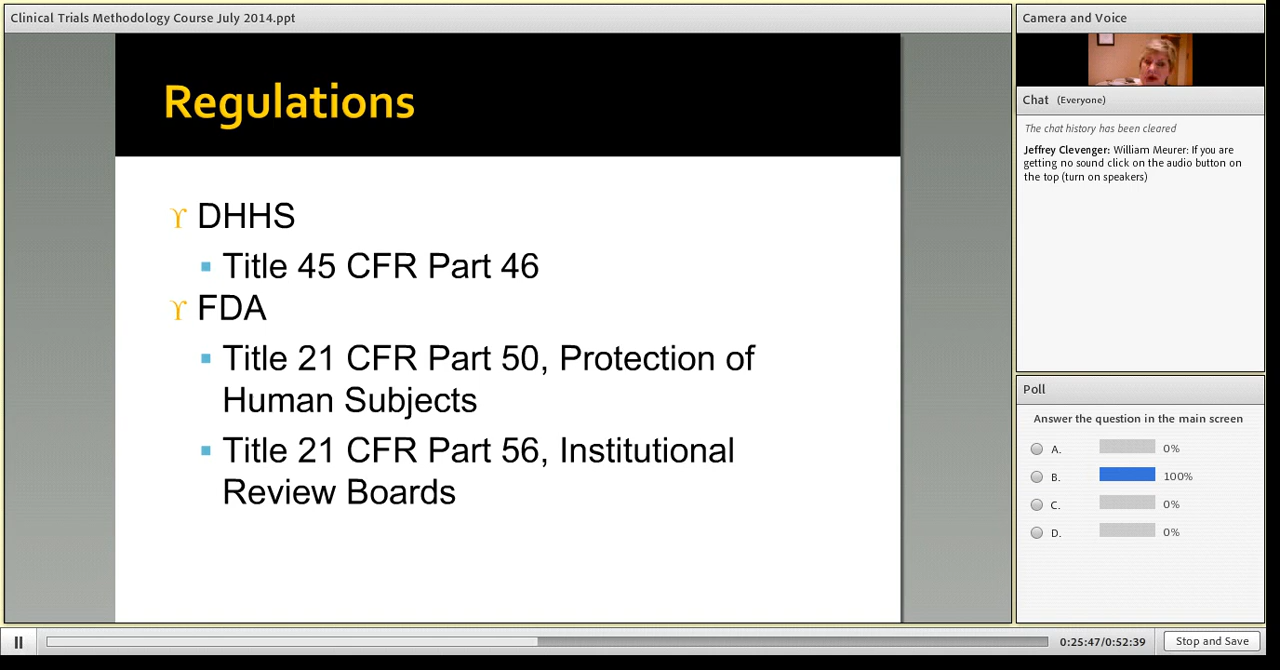 Clinical Trials Methodology Course July 2014.ppt
Regulations
DHHS
Title 45 CFR Part 46
FDA
Title 21 CFR Part 50, Protection of
Human Subjects
Title 21 CFR Part 56, Institutional
Review Boards
Camera and Voice
Chat (Everyone)
The chat history has been cleared
Jeffrey Clevenger: William Meurer: If you are
getting no sound click on the audio button on
the top (turn on speakers)
Poll
Answer the question in the main screen
A. 0%
B. 100%
C. 0%
D. 0%
0:25:47/0:52:39
Stop and Save